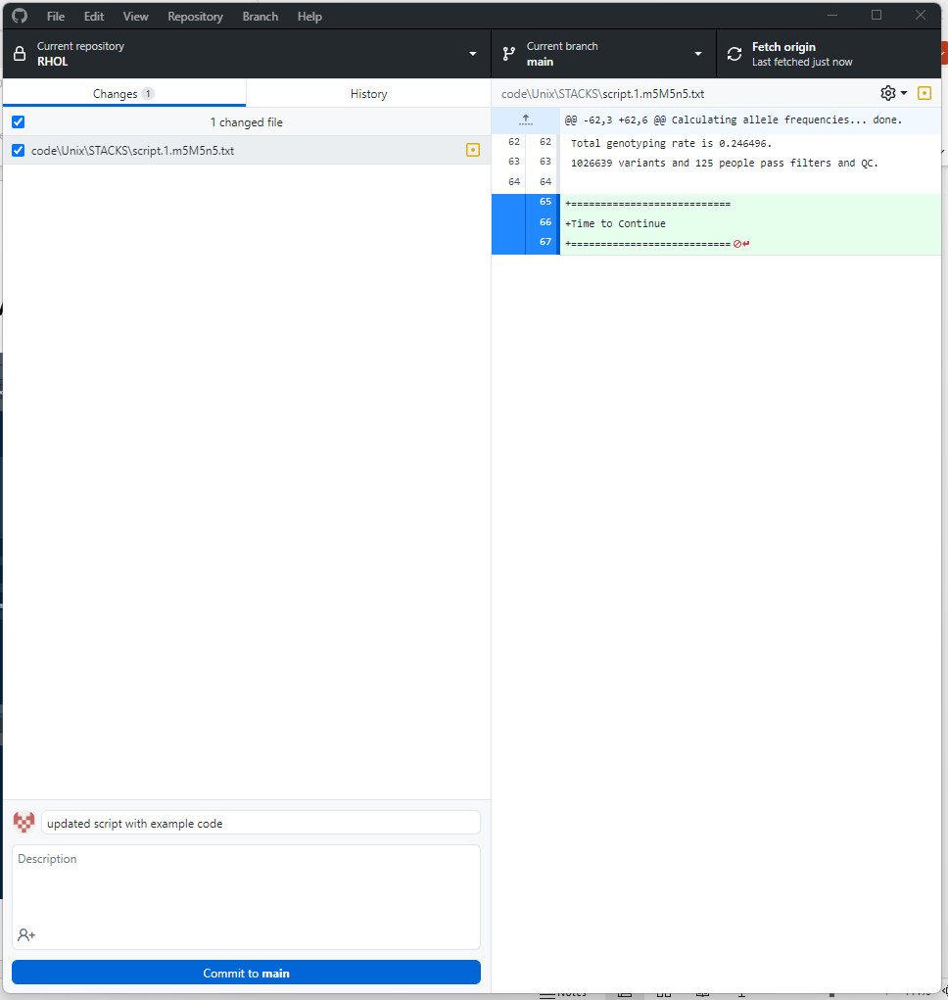 File Edit View Repository Branch Help
Current repository
RHOL
Current branch
main
Fetch origin
Last fetched just now
Changes 1
History
1 changed file
code\Unix\STACKS\script.1.m5M5n5.txt
updated script with example code
Description
Commit to main
code\Unix\STACKS\script.1.m5M5n5.txt
@@ -62,3 +62,6 @@ Calculating allele frequencies... done.
62 62 Total genotyping rate is 0.246496.
63 63 1026639 variants and 125 people pass filters and QC.
64 64
65 +===========================
66 +Time to Continue
67 +===========================
Notes